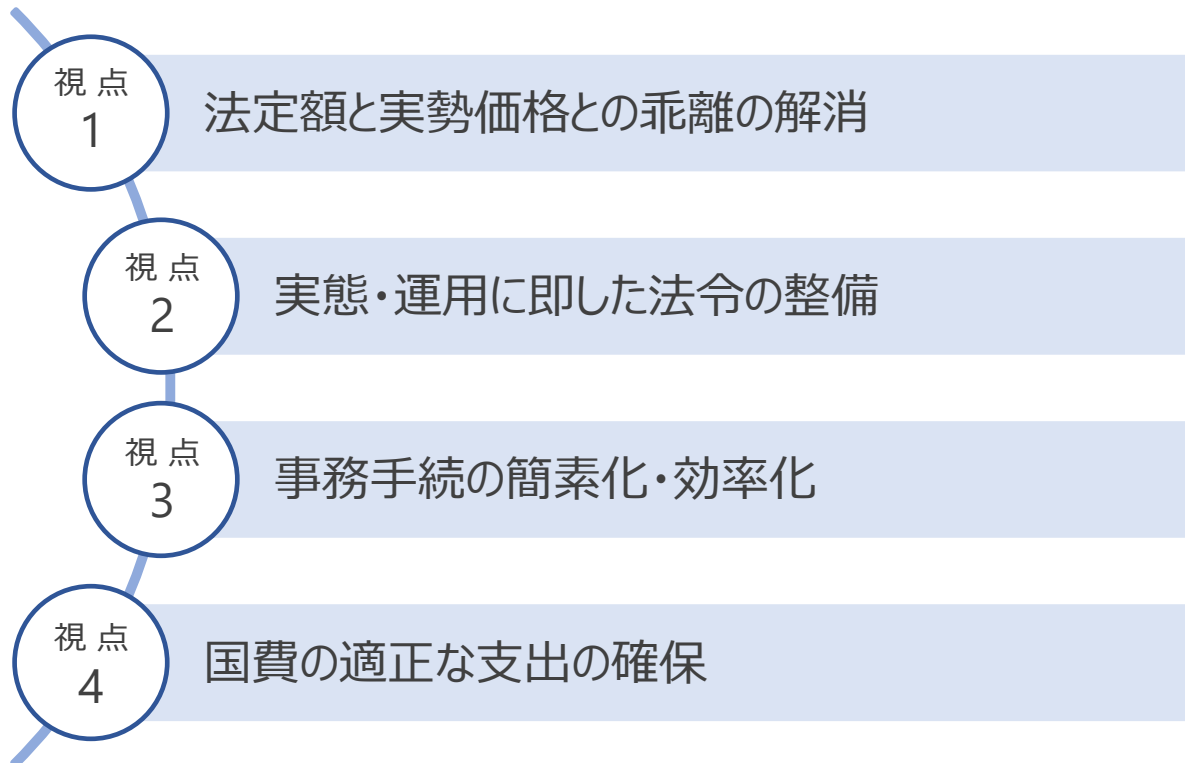 視点
1
法定額と実勢価格との乖離の解消
視点
2
実態・運用に即した法令の整備
視点
3
事務手続の簡素化・効率化
視点
4
国費の適正な支出の確保